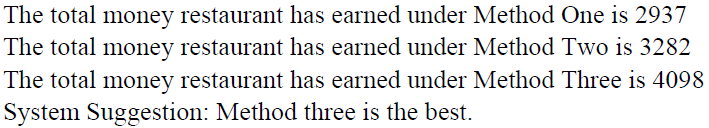 The total money restaurant has earned under Method One is 2937
The total money restaurant has earned under Method Two is 3282
The total money restaurant has earned under Method Three is 4098
System Suggestion: Method three is the best.